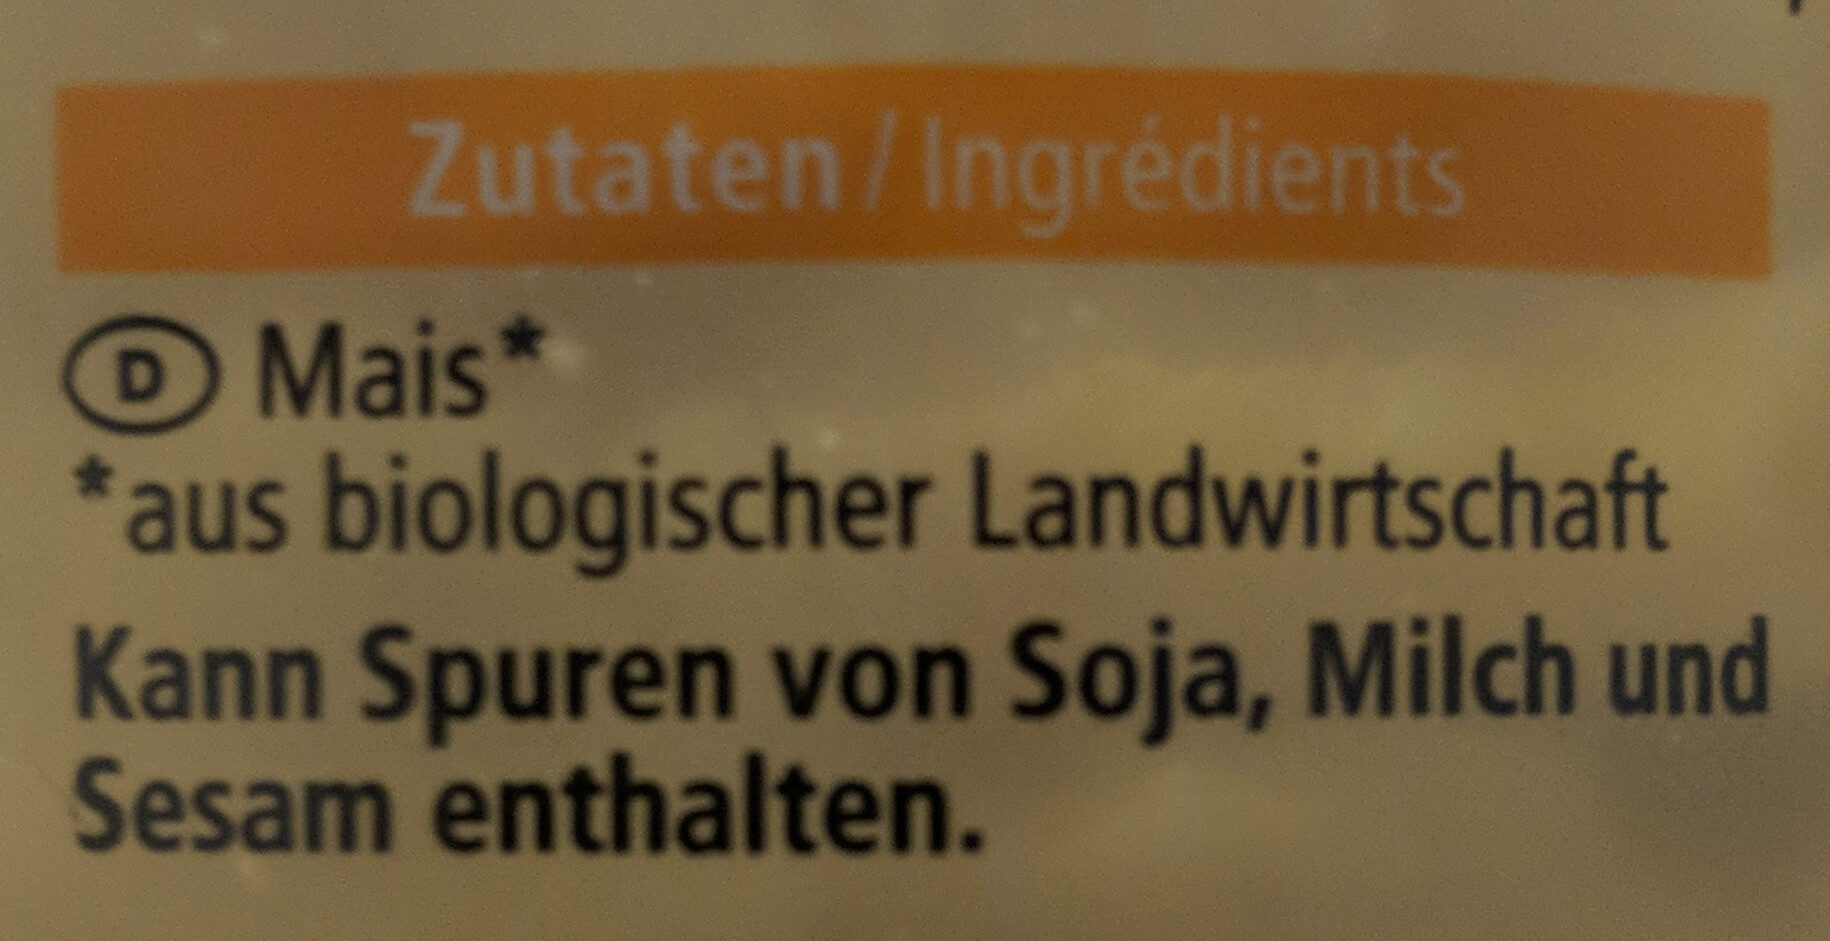 Zutaten / Ingrédients
D Mais*
*aus biologischer Landwirtschaft
Kann Spuren von Soja, Milch und
Sesam enthalten.